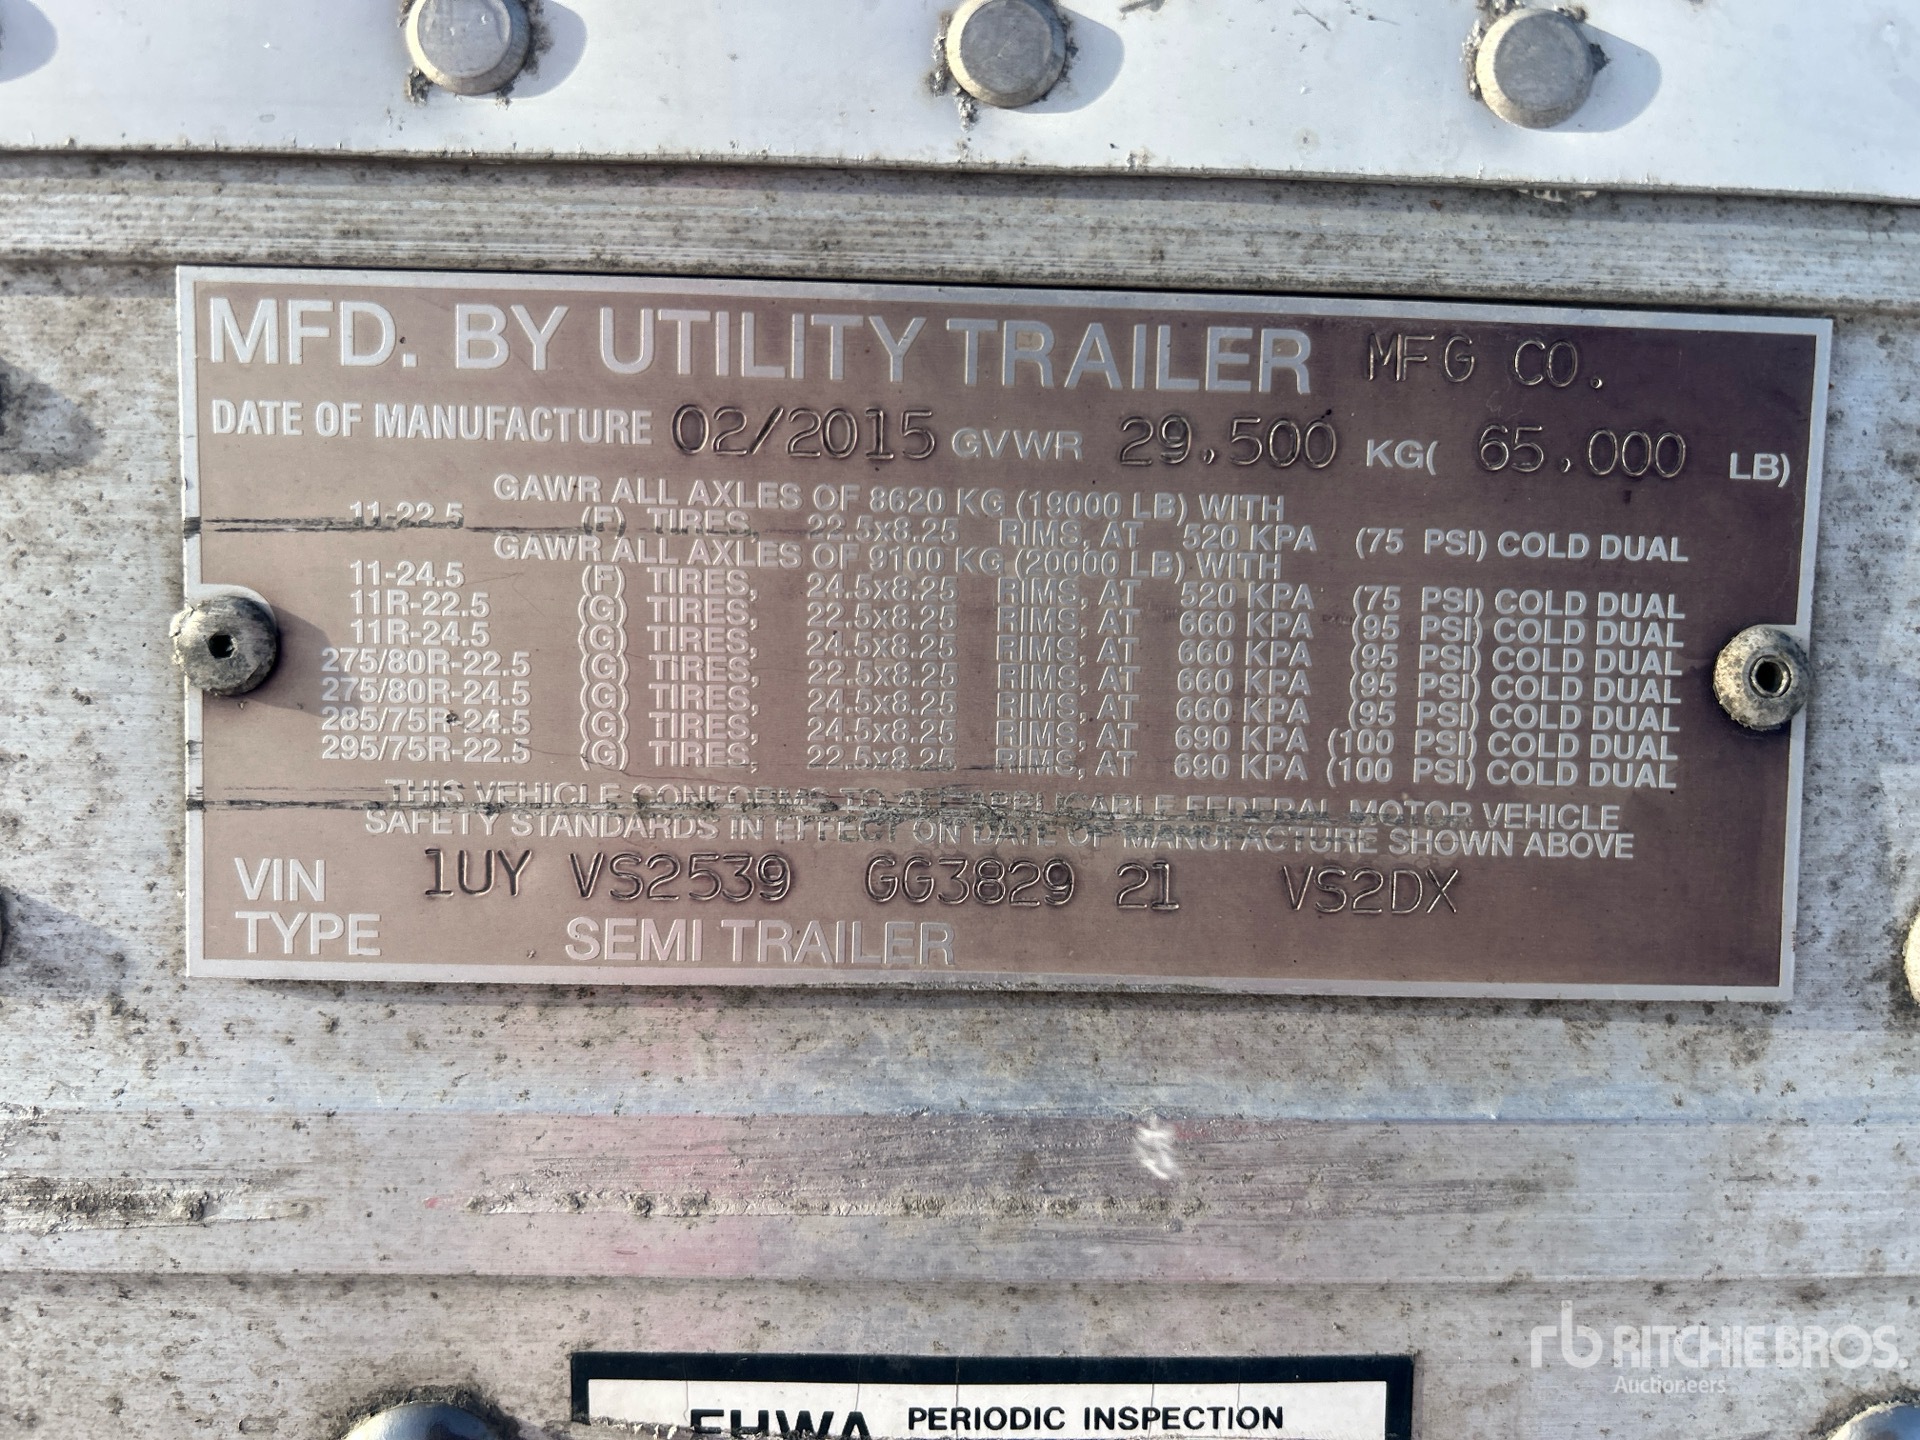 MFD. BY UTILITY TRAILER MFG CO.
DATE OF MANUFACTURE 02/2015 GVWR 29,500 KG( 65,000 LB)
GAWR ALL AXLES OF 8620 KG (19000 LB) WITH
11-22.5 (F) TIRES, 22.5x8.25 RIMS, AT 520 KPA (75 PSI) COLD DUAL
GAWR ALL AXLES OF 9100 KG (20000 LB) WITH
11-24.5 (F) TIRES, 24.5x8.25 RIMS, AT 520 KPA (75 PSI) COLD DUAL
11R-22.5 (G) TIRES, 22.5x8.25 RIMS, AT 660 KPA (95 PSI) COLD DUAL
11R-24.5 (G) TIRES, 24.5x8.25 RIMS, AT 660 KPA (95 PSI) COLD DUAL
275/80R-22.5 (G) TIRES, 22.5x8.25 RIMS, AT 660 KPA (95 PSI) COLD DUAL
275/80R-24.5 (G) TIRES, 24.5x8.25 RIMS, AT 660 KPA (95 PSI) COLD DUAL
285/75R-24.5 (G) TIRES, 24.5x8.25 RIMS, AT 690 KPA (100 PSI) COLD DUAL
295/75R-22.5 (G) TIRES, 22.5x8.25 RIMS, AT 690 KPA (100 PSI) COLD DUAL
THIS VEHICLE CONFORMS TO ALL APPLICABLE FEDERAL MOTOR VEHICLE
SAFETY STANDARDS IN EFFECT ON DATE OF MANUFACTURE SHOWN ABOVE
VIN 1UY VS2539 GG3829 21 VS2DX
TYPE SEMI TRAILER
rb RITCHIE BROS.
Auctioneers
FHWA PERIODIC INSPECTION